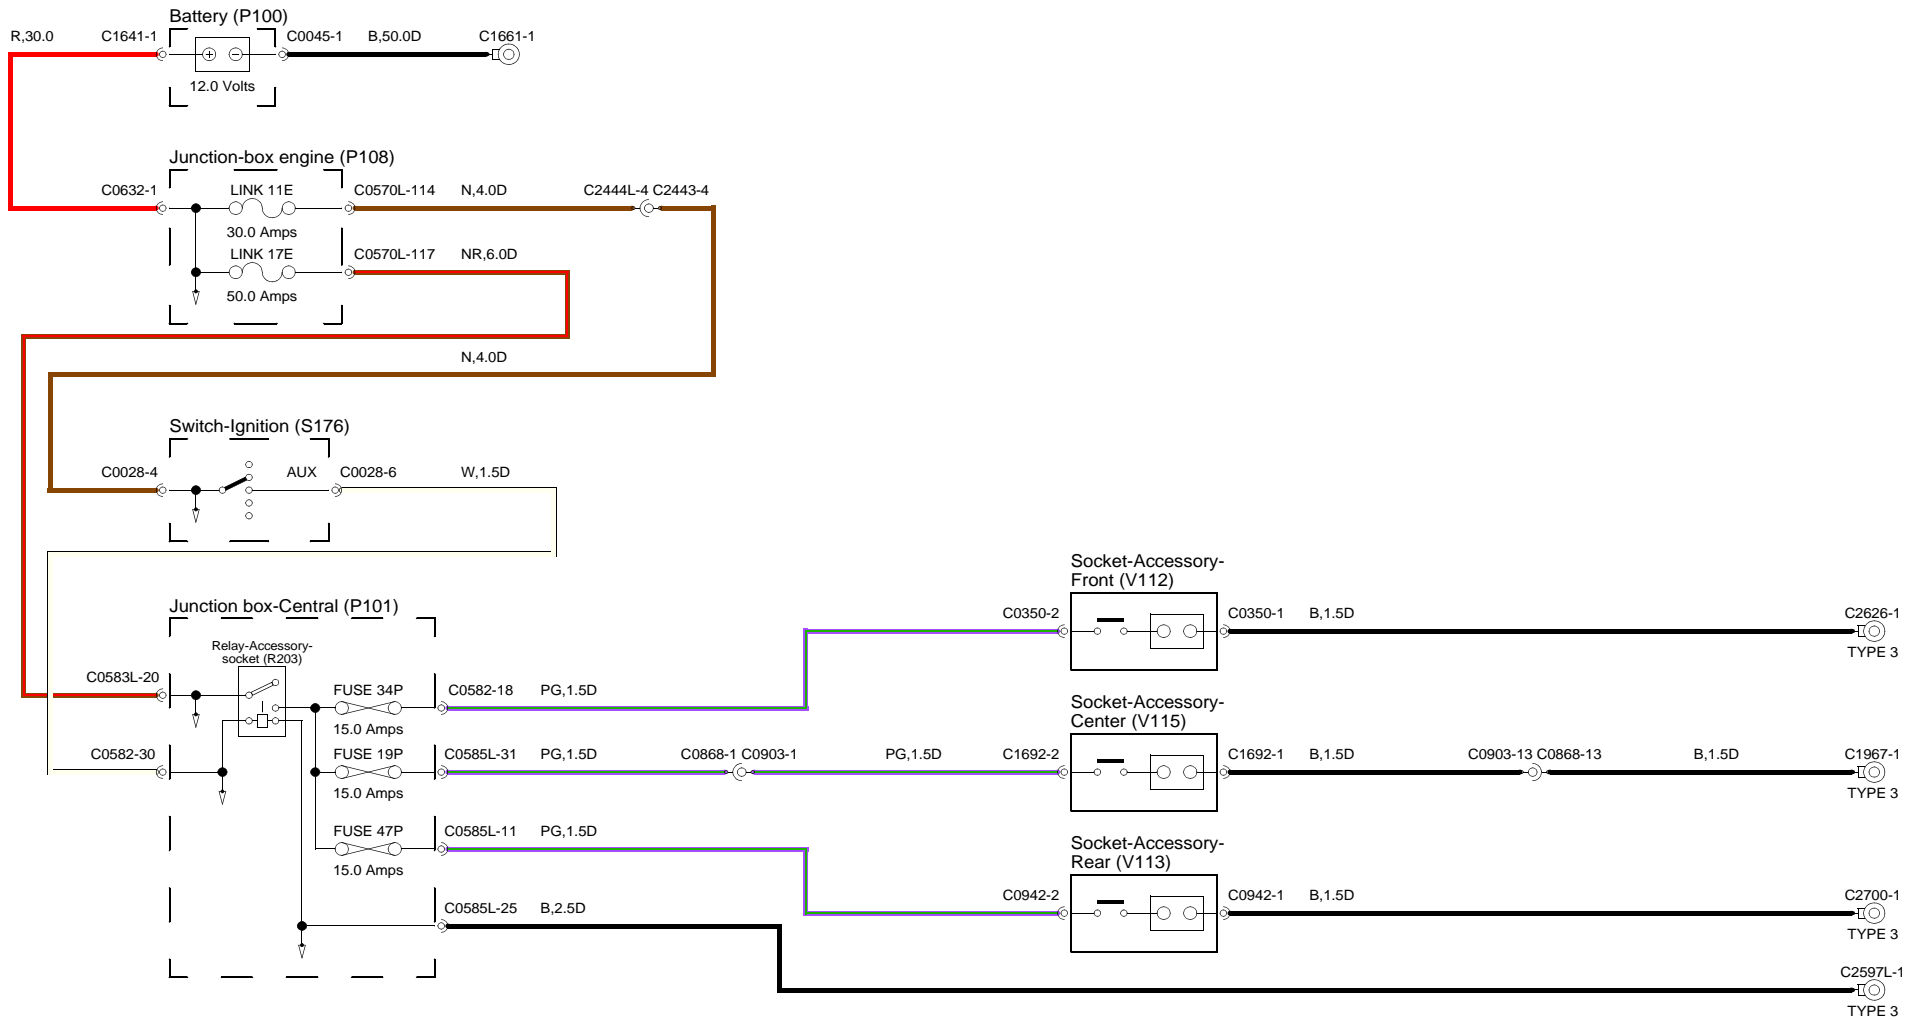 Battery (P100)
R,30.0 C1641-1 C0045-1 B,50.0D C1661-1
12.0 Volts
Junction-box engine (P108)
C0632-1 LINK 11E C0570L-114 N,4.0D C2444L-4 C2443-4
30.0 Amps
LINK 17E C0570L-117 NR,6.0D
50.0 Amps
N,4.0D
Switch-Ignition (S176)
C0028-4 AUX C0028-6 W,1.5D
Socket-Accessory-
Front (V112)
C0350-2 C0350-1 B,1.5D C2626-1
TYPE 3
Junction box-Central (P101)
Relay-Accessory-
socket (R203)
C0583L-20 FUSE 34P C0582-18 PG,1.5D
15.0 Amps
Socket-Accessory-
Center (V115)
C0582-30 FUSE 19P C0585L-31 PG,1.5D C0868-1 C0903-1 PG,1.5D C1692-2 C1692-1 B,1.5D C0903-13 C0868-13 B,1.5D C1967-1
15.0 Amps TYPE 3
FUSE 47P C0585L-11 PG,1.5D
15.0 Amps
Socket-Accessory-
Rear (V113)
C0942-2 C0942-1 B,1.5D C2700-1
TYPE 3
C0585L-25 B,2.5D
C2597L-1
TYPE 3